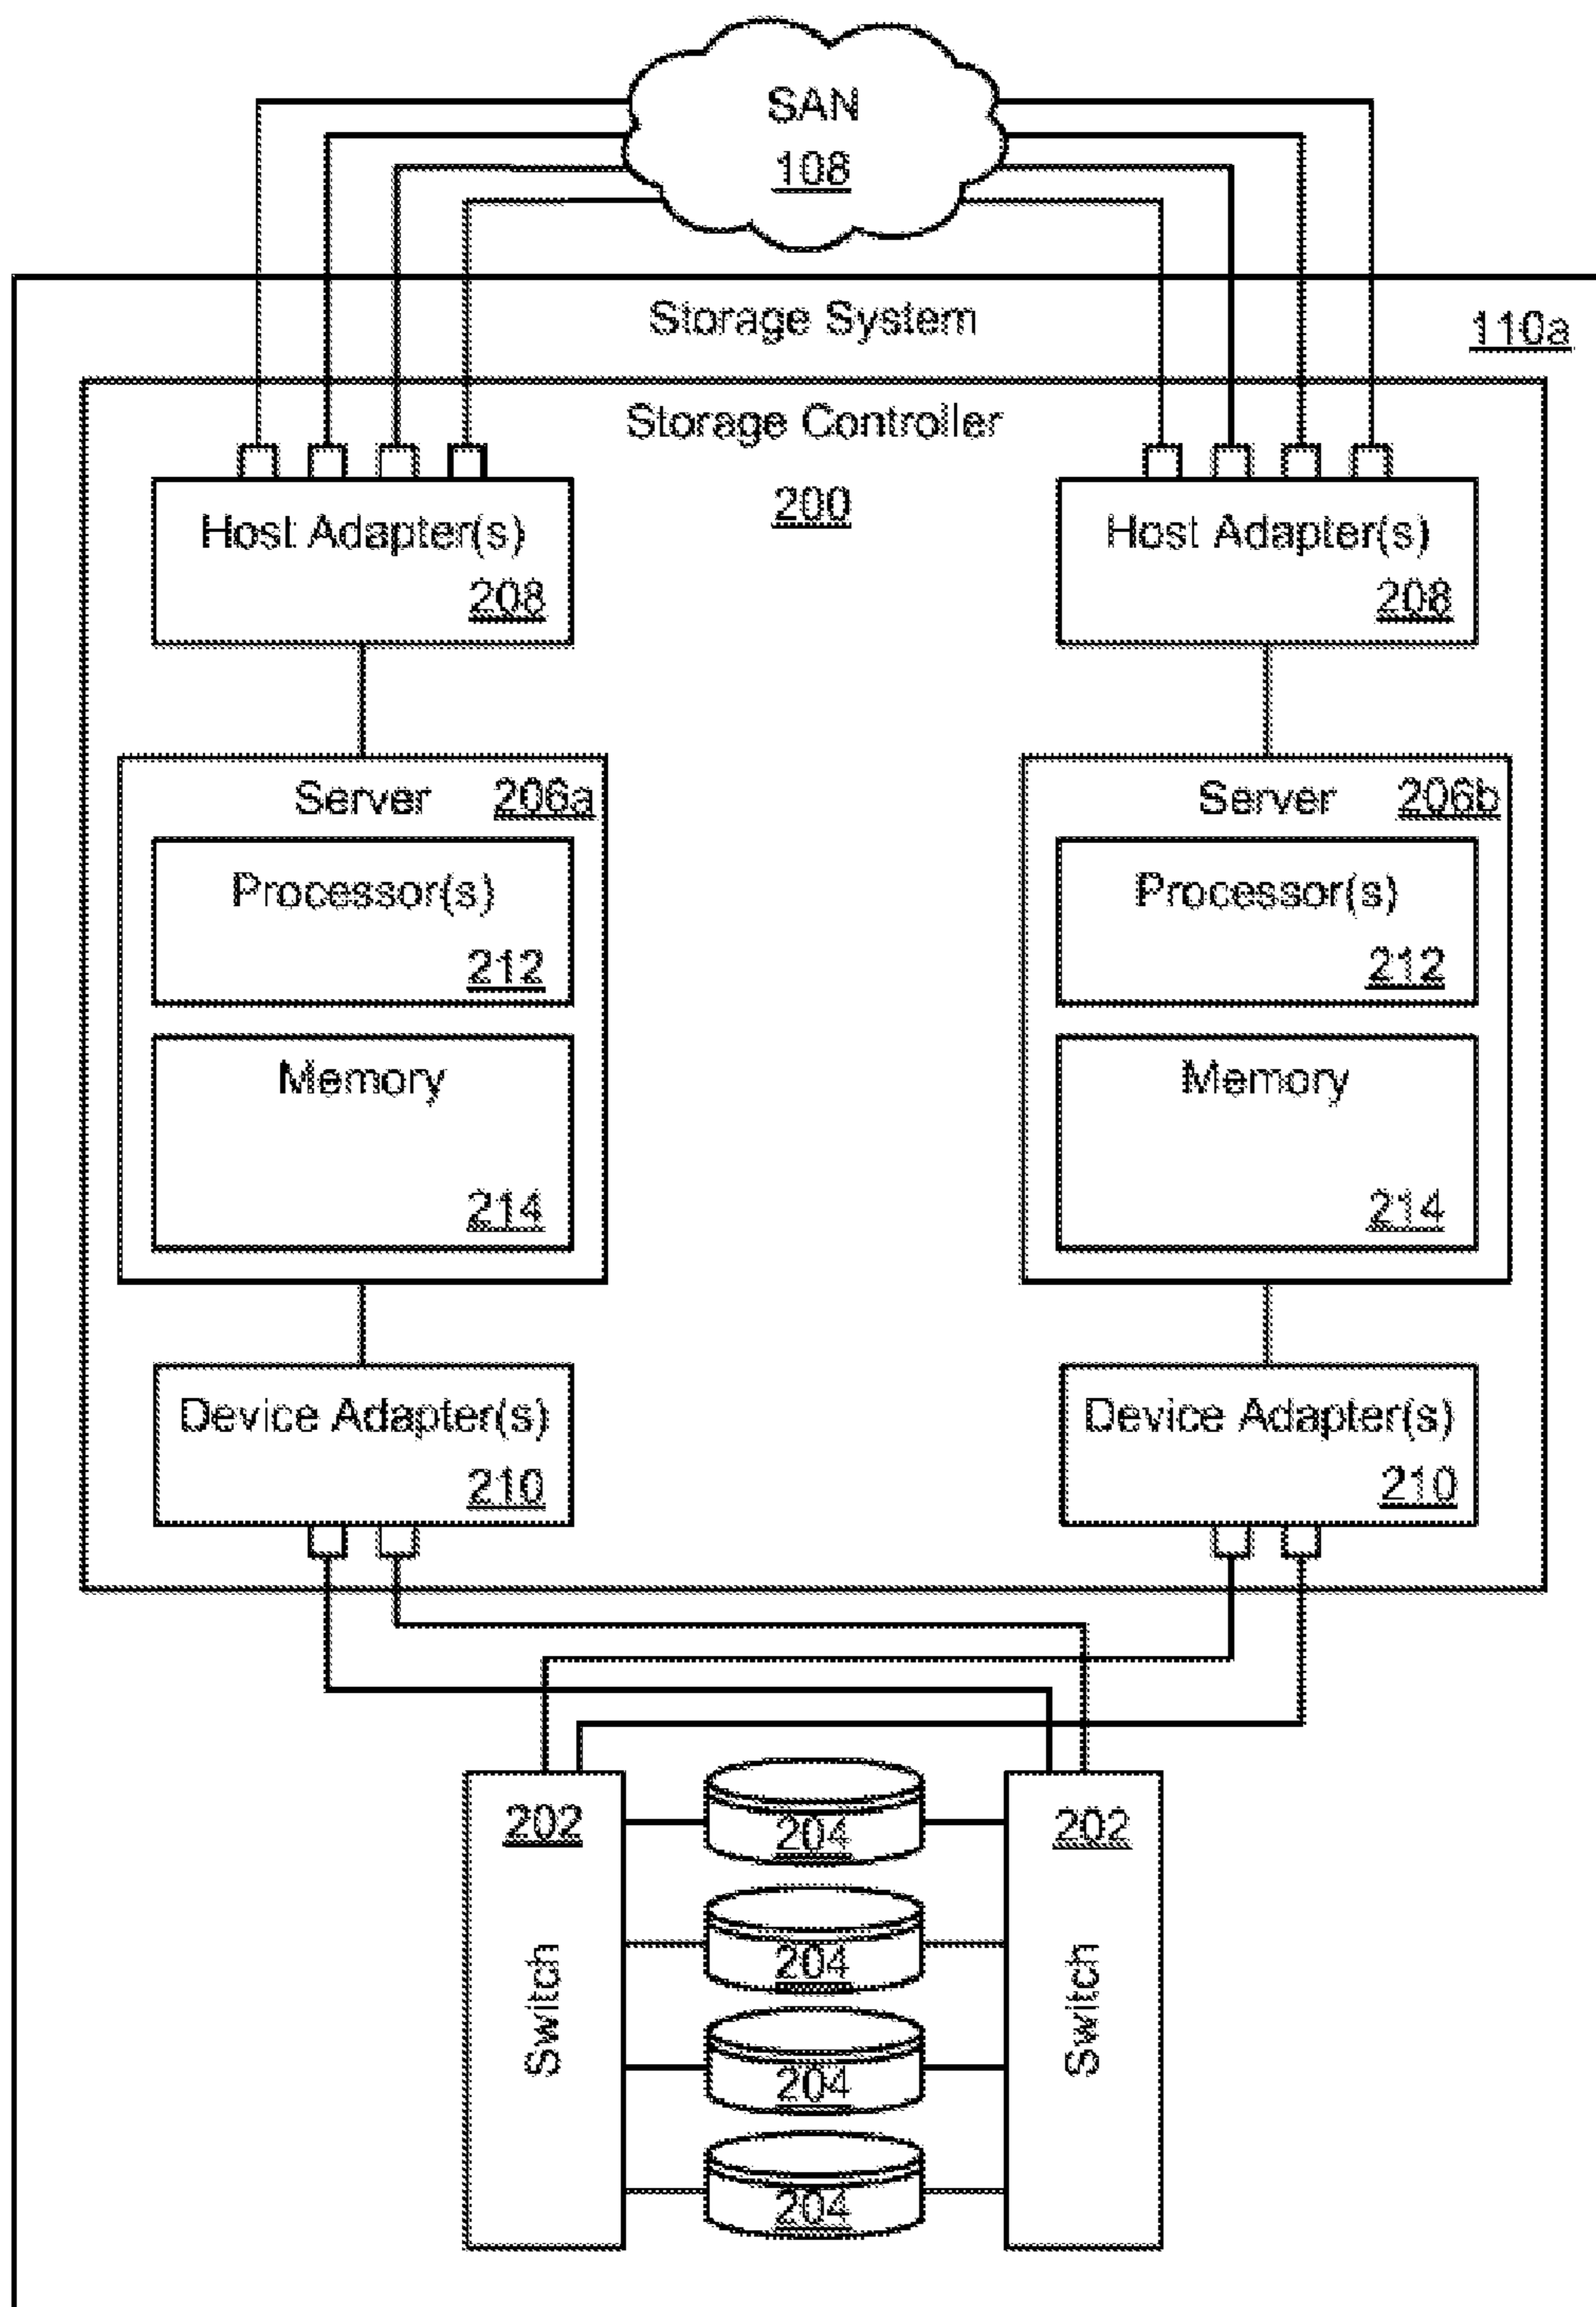 SAN
108
Storage System
110a
Storage Controller
200
Host Adapter(s)
208
Host Adapter(s)
208
Server 206a
Processor(s)
212
Memory
214
Server 206b
Processor(s)
212
Memory
214
Device Adapter(s)
210
Device Adapter(s)
210
202
Switch
204
204
204
204
202
Switch